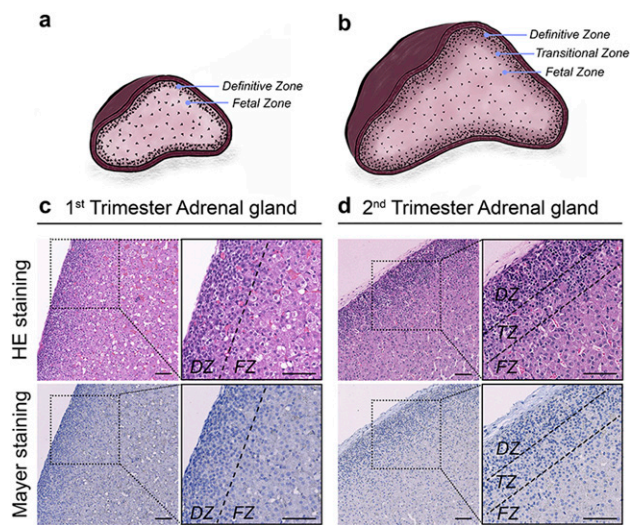 a
Definitive Zone
Fetal Zone
b
Definitive Zone
Transitional Zone
Fetal Zone
c 1st Trimester Adrenal gland
d 2nd Trimester Adrenal gland
HE staining
DZ FZ
DZ
TZ
FZ
Mayer staining
DZ FZ
DZ
TZ
FZ